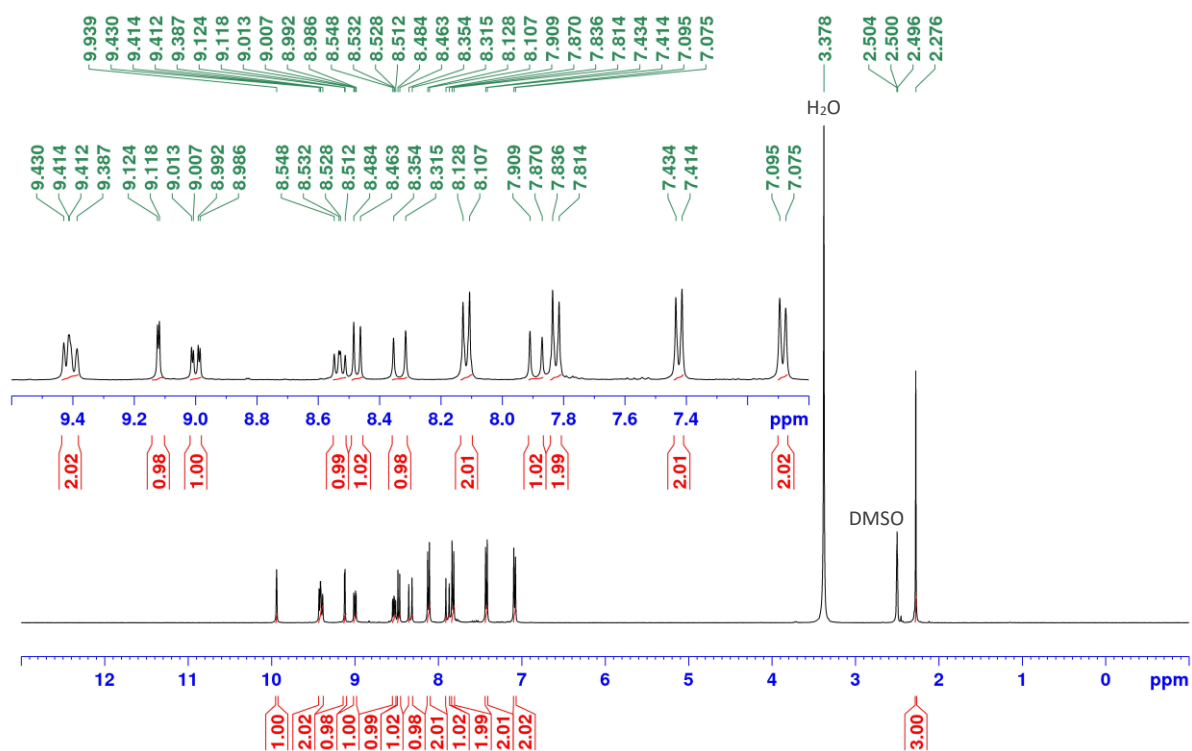 9.939 9.430 9.414 9.412 9.387 9.124 9.118 9.013 9.007 8.992 8.986 8.548 8.532 8.528 8.512 8.484 8.463 8.354 8.315 8.128 8.107 7.909 7.870 7.836 7.814 7.434 7.414 7.095 7.075 3.378 2.504 2.500 2.496 2.276
H₂O
9.430 9.414 9.412 9.387 9.124 9.118 9.013 9.007 8.992 8.986 8.548 8.532 8.528 8.512 8.484 8.463 8.354 8.315 8.128 8.107 7.909 7.870 7.836 7.814 7.434 7.414 7.095 7.075
9.4 9.2 9.0 8.8 8.6 8.4 8.2 8.0 7.8 7.6 7.4 ppm
2.02 0.98 1.00 0.99 1.02 0.98 2.01 1.02 1.99 2.01 2.02
DMSO
12 11 10 9 8 7 6 5 4 3 2 1 0 ppm
1.00 2.02 0.98 1.00 0.99 1.02 0.98 2.01 1.02 1.99 2.01 2.02 3.00